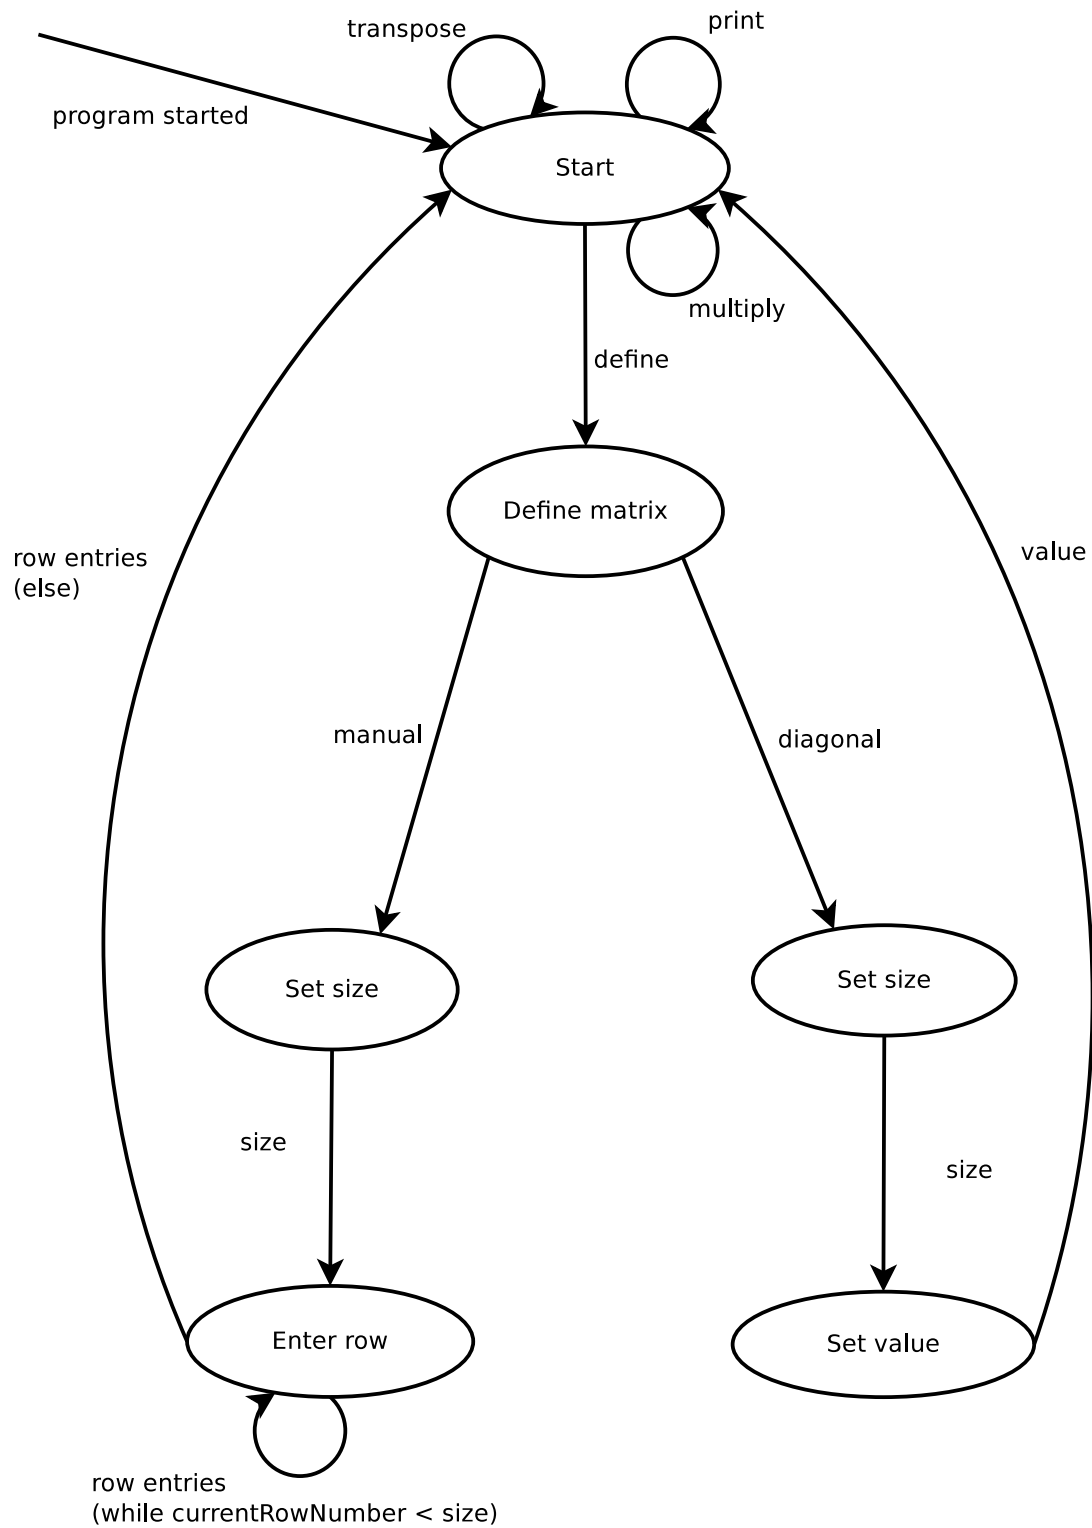 print
transpose
program started
Start
multiply
define
Define matrix
row entries
(else)
value
manual
diagonal
Set size
Set size
size
size
Enter row
Set value
row entries
(while currentRowNumber < size)